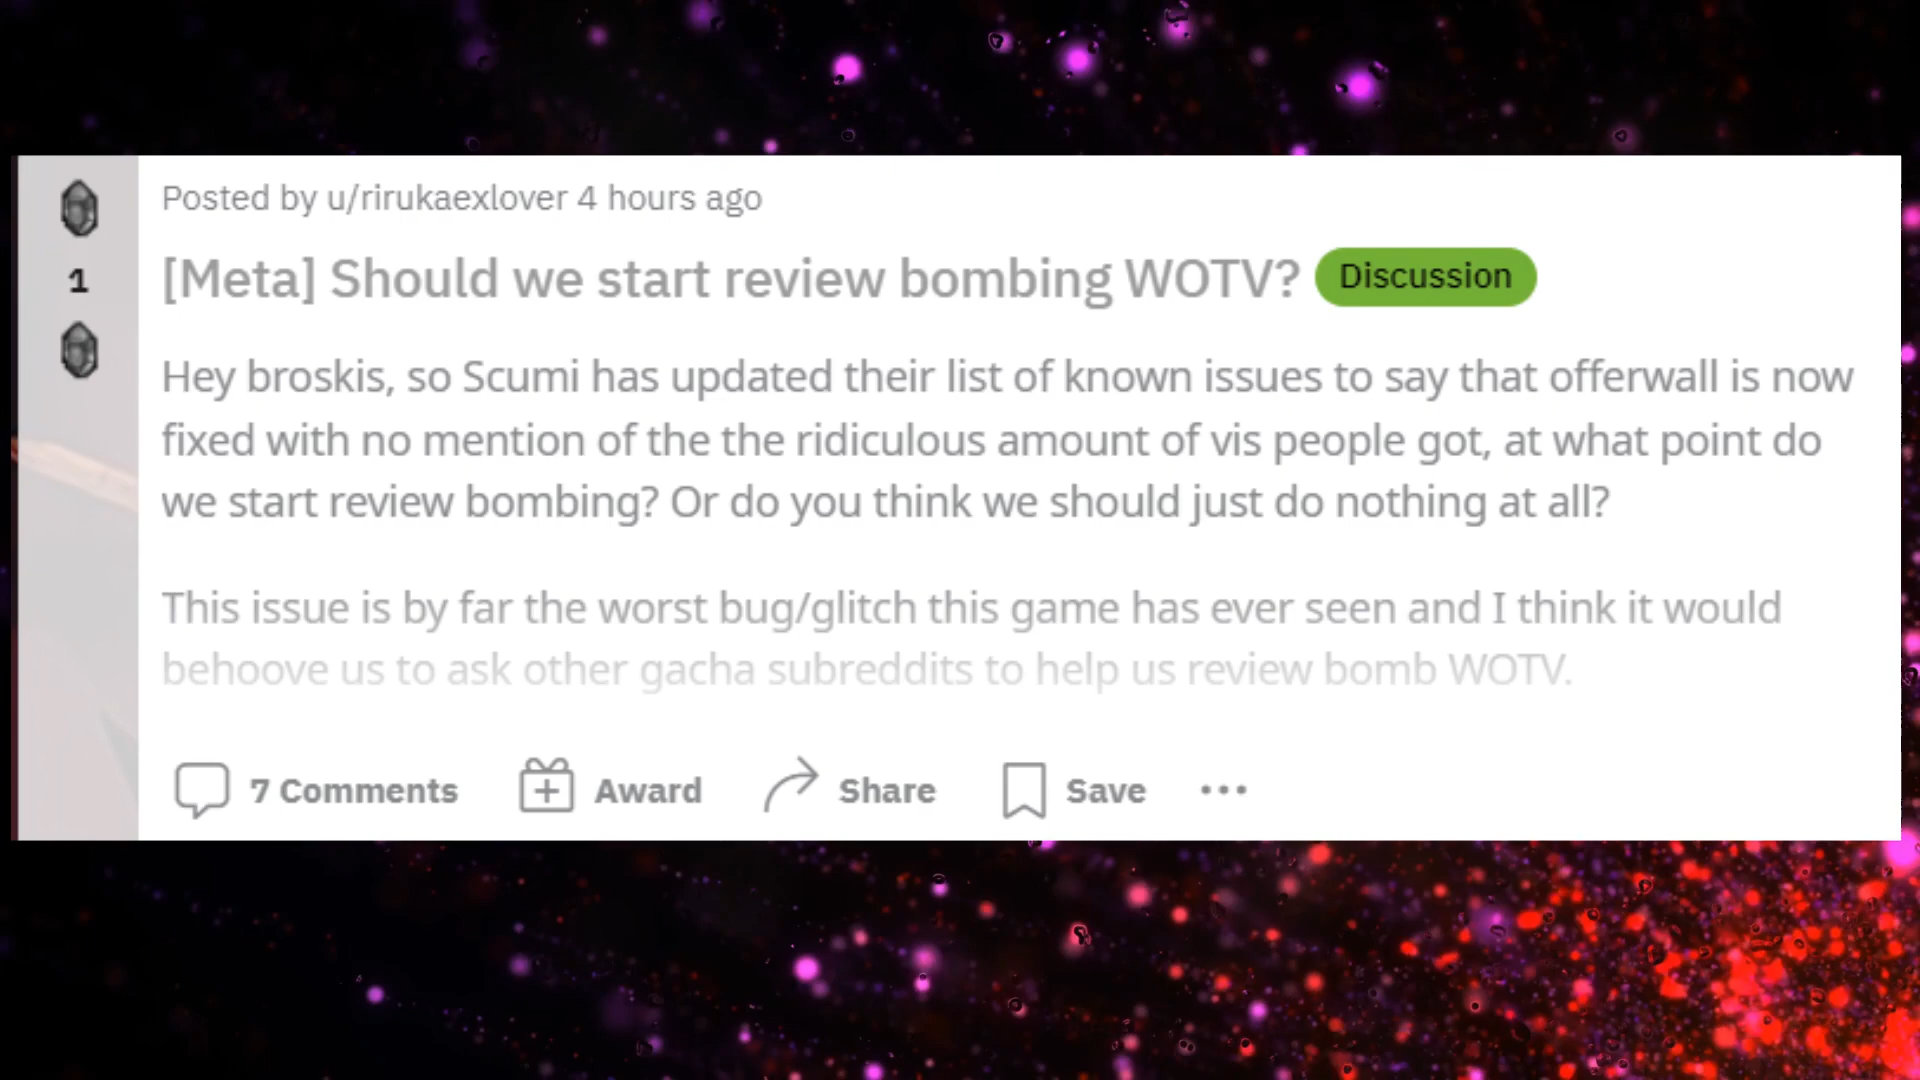 Posted by u/rirukaexlover 4 hours ago
1
[Meta] Should we start review bombing WOTV? Discussion
Hey broskis, so Scumi has updated their list of known issues to say that offerwall is now
fixed with no mention of the the ridiculous amount of vis people got, at what point do
we start review bombing? Or do you think we should just do nothing at all?
This issue is by far the worst bug/glitch this game has ever seen and I think it would
behoove us to ask other gacha subreddits to help us review bomb WOTV.
7 Comments Award Share Save